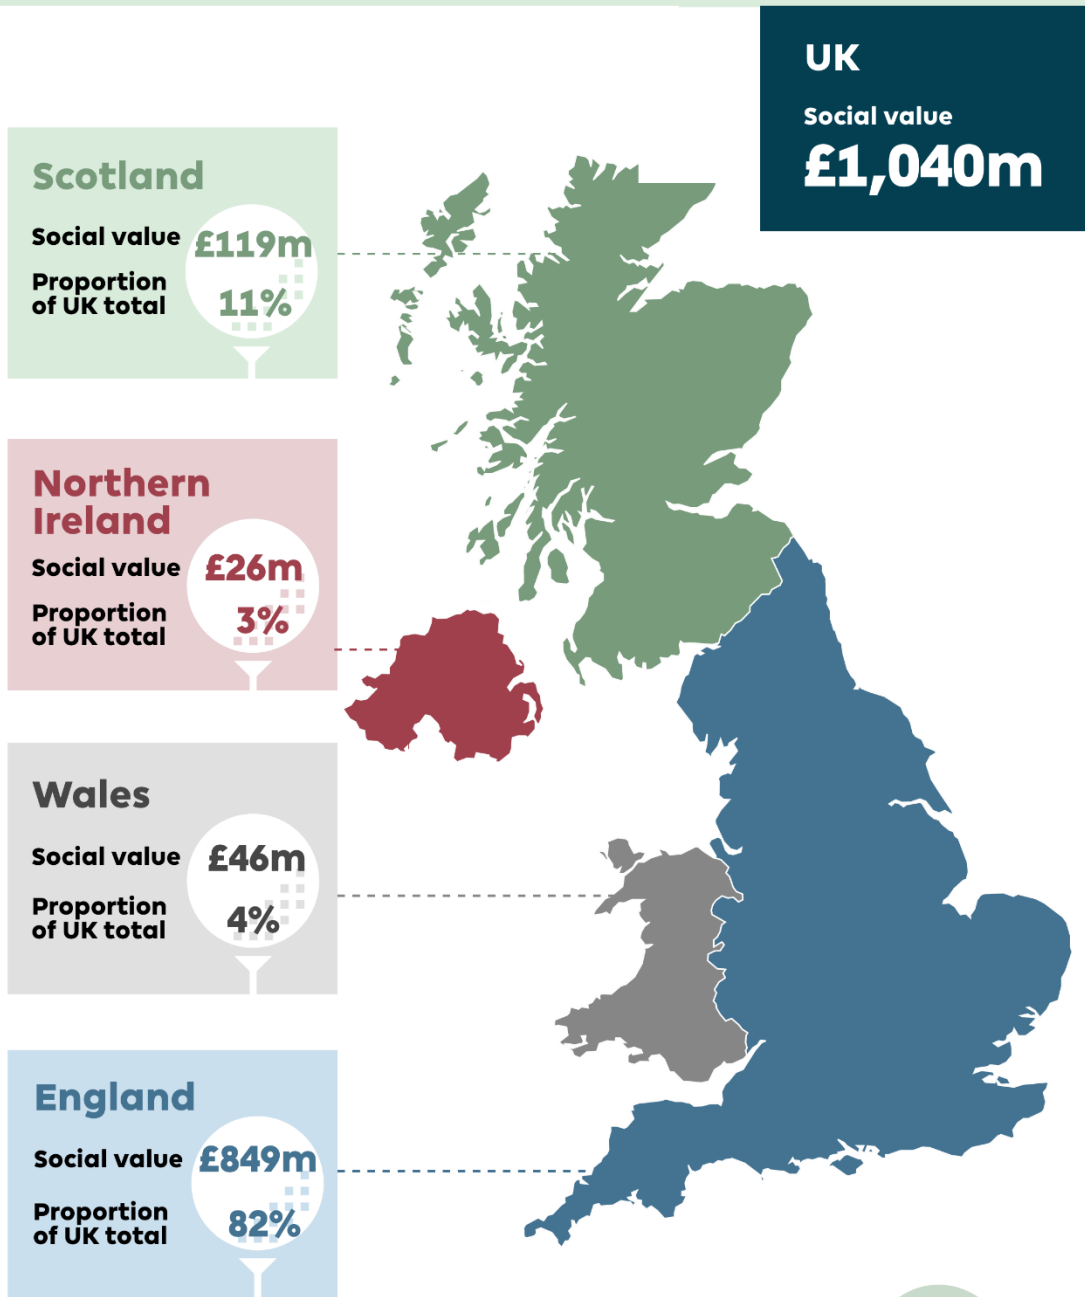 UK
Social value
£1,040m
Scotland
Social value £119m
Proportion
of UK total
11%
Northern
Ireland
Social value £26m
Proportion
of UK total
3%
Wales
Social value £46m
Proportion
of UK total
4%
England
Social value £849m
Proportion
of UK total
82%